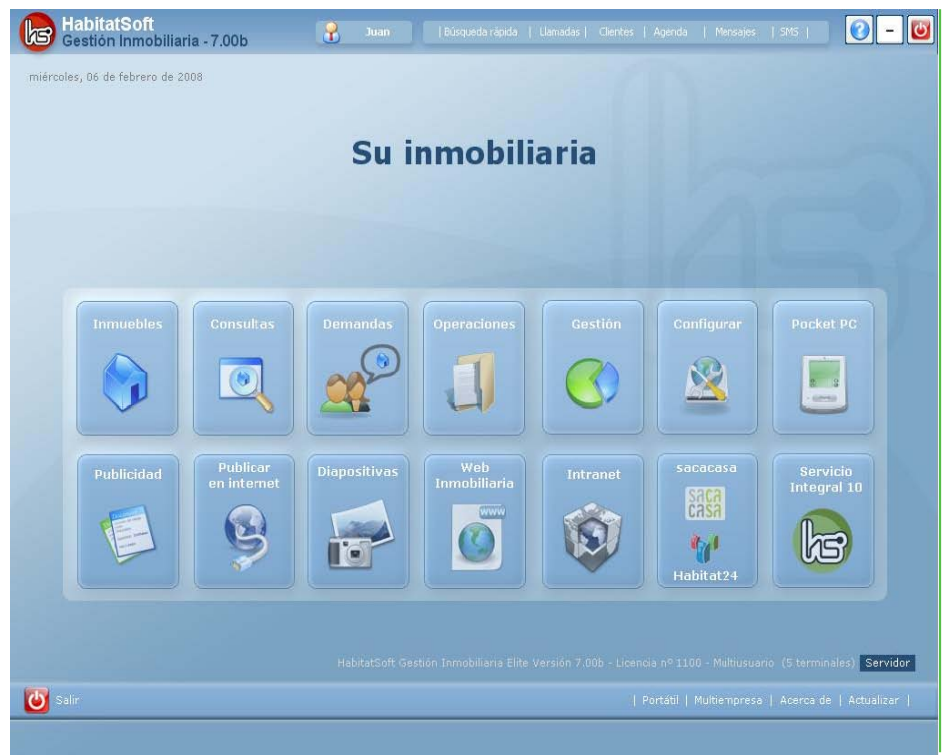 HabitatSoft
Gestión Inmobiliaria - 7.00b
Juan
| Búsqueda rápida | Llamadas | Clientes | Agenda | Mensajes | SMS |
miércoles, 06 de febrero de 2008
Su inmobiliaria
Inmuebles Consultas Demandas Operaciones Gestión Configurar Pocket PC
Publicidad
Publicar
en internet
Diapositivas
Web
Inmobiliaria
www
Intranet
sacacasa
saca
casa
Habitat24
Servicio
Integral 10
hs
HabitatSoft Gestión Inmobiliaria Elite Versión 7.00b - Licencia nº 1100 - Multiusuario (5 terminales) Servidor
Salir
| Portátil | Multiempresa | Acerca de | Actualizar |